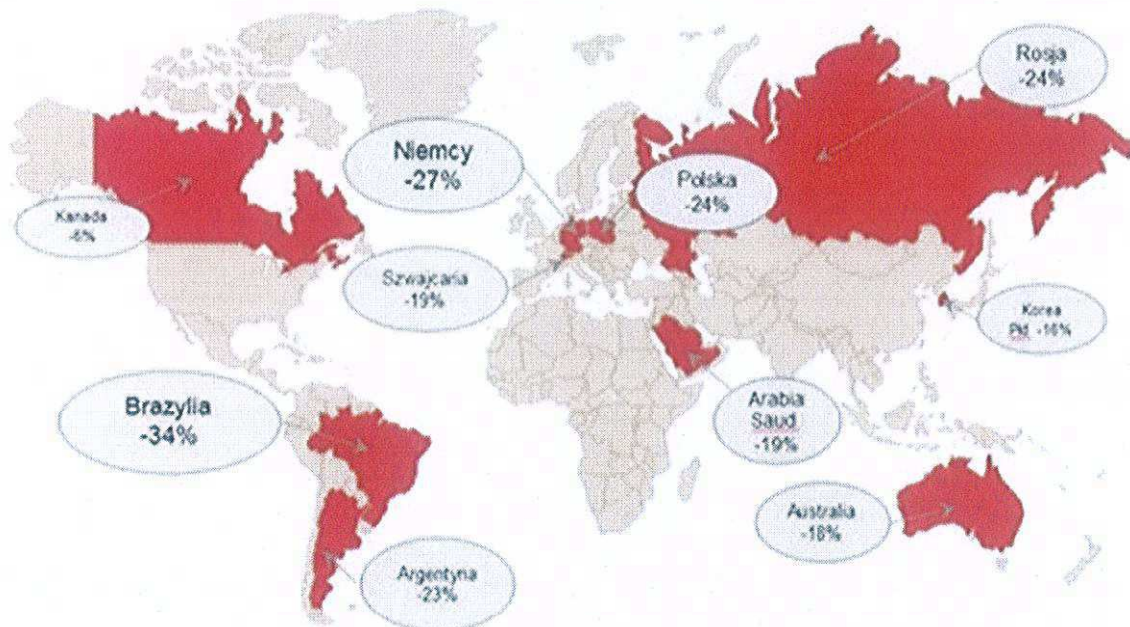 Rosja
-24%
Niemcy
-27%
Polska
-24%
Kanada
-6%
Szwajcaria
-19%
Korea
Płd. -16%
Brazylia
-34%
Arabia
Saud.
-19%
Australia
-18%
Argentyna
-23%